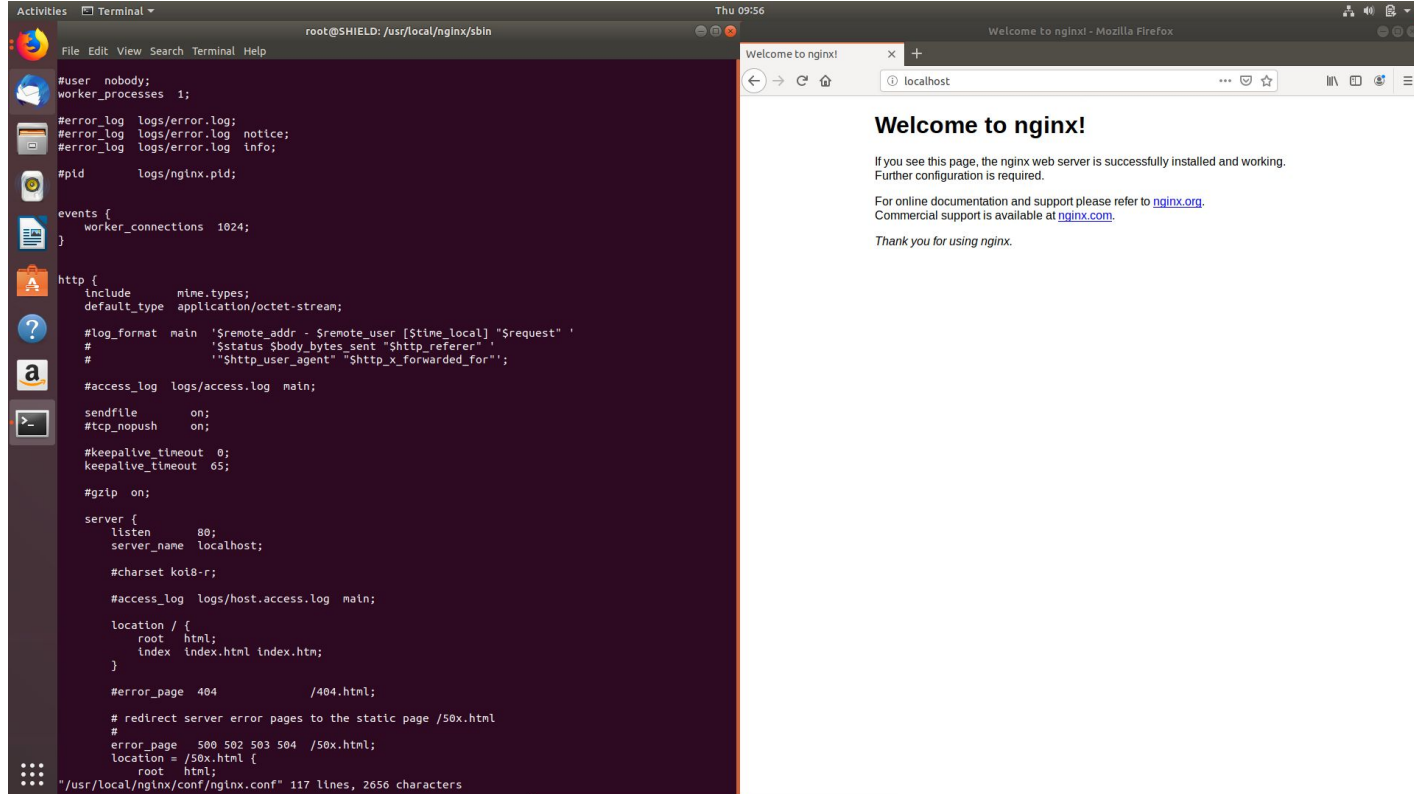 Activities Terminal Thu 09:56
root@SHIELD: /usr/local/nginx/sbin
File Edit View Search Terminal Help
#user  nobody;
worker_processes  1;
#error_log  logs/error.log;
#error_log  logs/error.log  notice;
#error_log  logs/error.log  info;
#pid        logs/nginx.pid;
events {
    worker_connections  1024;
}
http {
    include       mime.types;
    default_type  application/octet-stream;
    #log_format  main  '$remote_addr - $remote_user [$time_local] "$request" '
    #                  '$status $body_bytes_sent "$http_referer" '
    #                  '"$http_user_agent" "$http_x_forwarded_for"';
    #access_log  logs/access.log  main;
    sendfile        on;
    #tcp_nopush     on;
    #keepalive_timeout  0;
    keepalive_timeout  65;
    #gzip  on;
    server {
        listen       80;
        server_name  localhost;
        #charset koi8-r;
        #access_log  logs/host.access.log  main;
        location / {
            root   html;
            index  index.html index.htm;
        }
        #error_page  404              /404.html;
        # redirect server error pages to the static page /50x.html
        #
        error_page   500 502 503 504  /50x.html;
        location = /50x.html {
            root   html;
"/usr/local/nginx/conf/nginx.conf" 117 lines, 2656 characters
Welcome to nginx! - Mozilla Firefox
Welcome to nginx!
localhost
Welcome to nginx!
If you see this page, the nginx web server is successfully installed and working.
Further configuration is required.
For online documentation and support please refer to nginx.org.
Commercial support is available at nginx.com.
Thank you for using nginx.